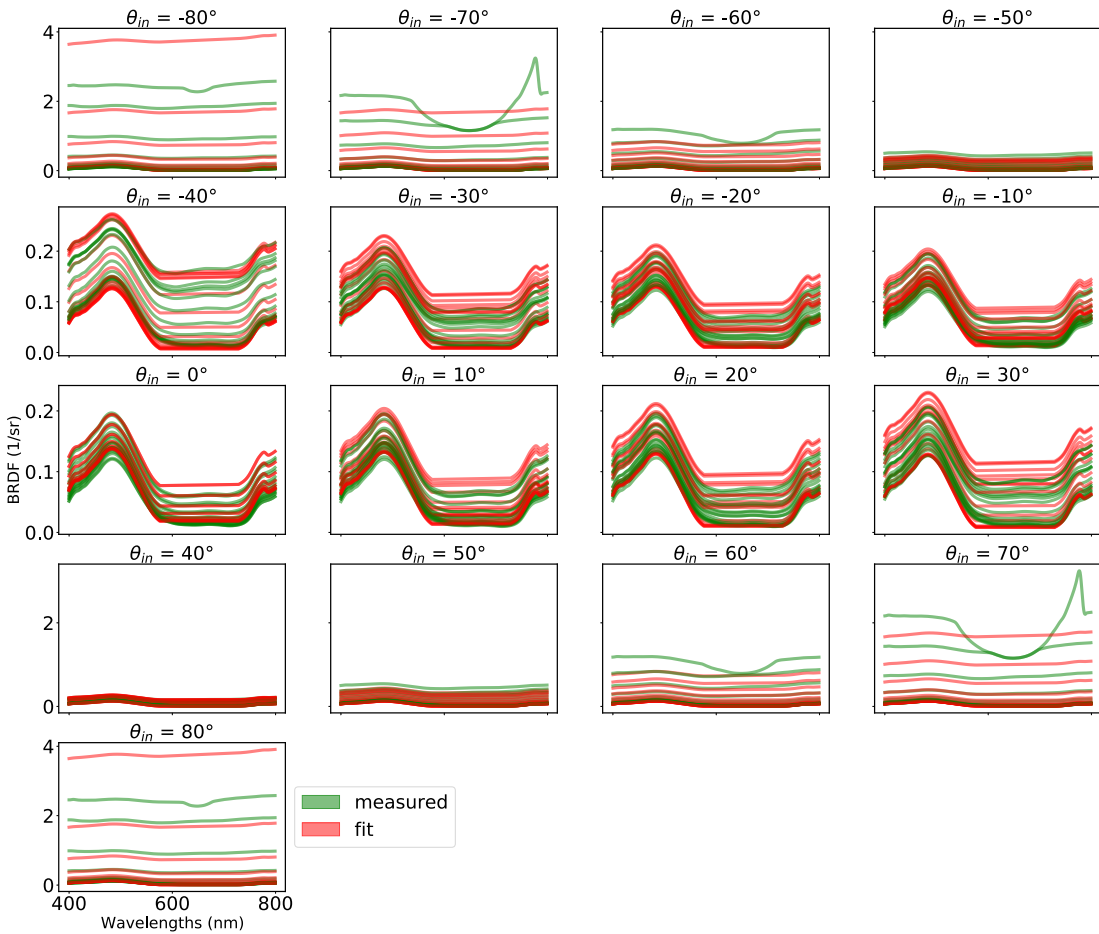 θin = -80° θin = -70° θin = -60° θin = -50°
4
2
0
θin = -40° θin = -30° θin = -20° θin = -10°
0.2
0.1
0.0
θin = 0° θin = 10° θin = 20° θin = 30°
0.2
0.1
0.0
BRDF (1/sr)
θin = 40° θin = 50° θin = 60° θin = 70°
2
0
θin = 80°
4
2
0
400 600 800
Wavelengths (nm)
measured
fit